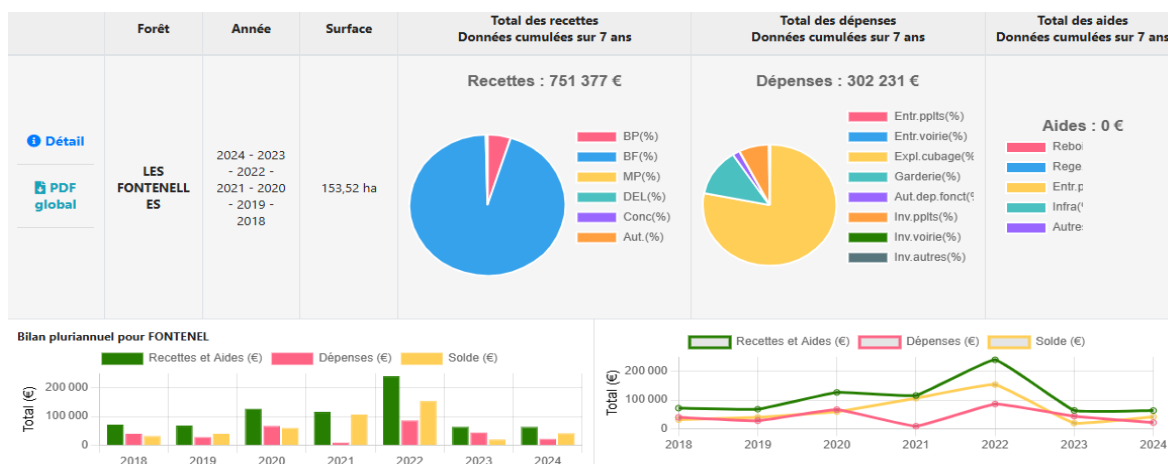 Forêt
Année
Surface
Total des recettes
Données cumulées sur 7 ans
Total des dépenses
Données cumulées sur 7 ans
Total des aides
Données cumulées sur 7 ans
Détail
PDF
global
LES
FONTENELL
ES
2024 - 2023
- 2022 -
2021 - 2020
- 2019 -
2018
153,52 ha
Recettes : 751 377 €
BP(%)
BF(%)
MP(%)
DEL(%)
Conc(%)
Aut.(%)
Dépenses : 302 231 €
Entr.pplts(%)
Entr.voirie(%)
Expl.cubage(%
Garderie(%)
Aut.dep.fonct(%
Inv.pplts(%)
Inv.voirie(%)
Inv.autres(%)
Aides : 0 €
Reboi
Rege
Entr.p
Infra(
Autre
Bilan pluriannuel pour FONTENEL
Recettes et Aides (€) Dépenses (€) Solde (€)
Total (€)
200 000
100 000
0
2018 2019 2020 2021 2022 2023 2024
Recettes et Aides (€) Dépenses (€) Solde (€)
Total (€)
200 000
100 000
0
2018 2019 2020 2021 2022 2023 2024